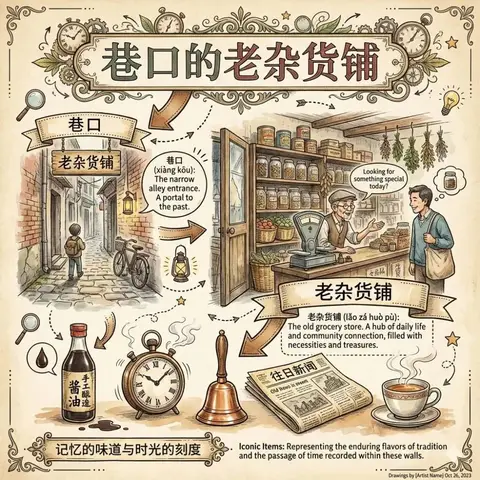 巷口的老杂货铺
巷口
老杂货铺
巷口
(xiàng kǒu):
The narrow
alley entrance.
A portal to
the past.
Looking for
something special
today?
老杂货铺
老杂货铺 (lǎo zá huò pù):
The old grocery store. A hub of daily life
and community connection, filled with
necessities and treasures.
手工酿造
酱油
往日新闻
记忆的味道与时光的刻度
Iconic Items: Representing the enduring flavors of tradition
and the passage of time recorded within these walls.
Drawings by [Artist Name] Oct 26, 2023